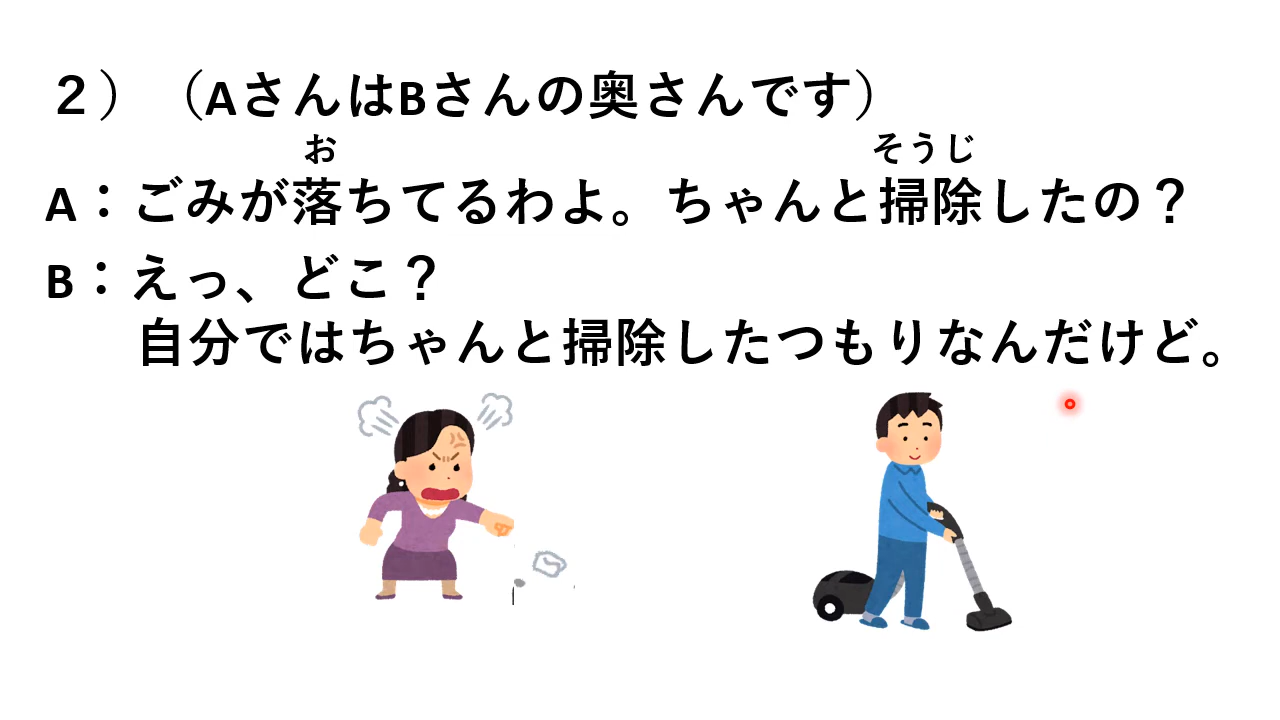 ２）（AさんはBさんの奥さんです）
お そうじ
A：ごみが落ちてるわよ。ちゃんと掃除したの？
B：えっ、どこ？
自分ではちゃんと掃除したつもりなんだけど。